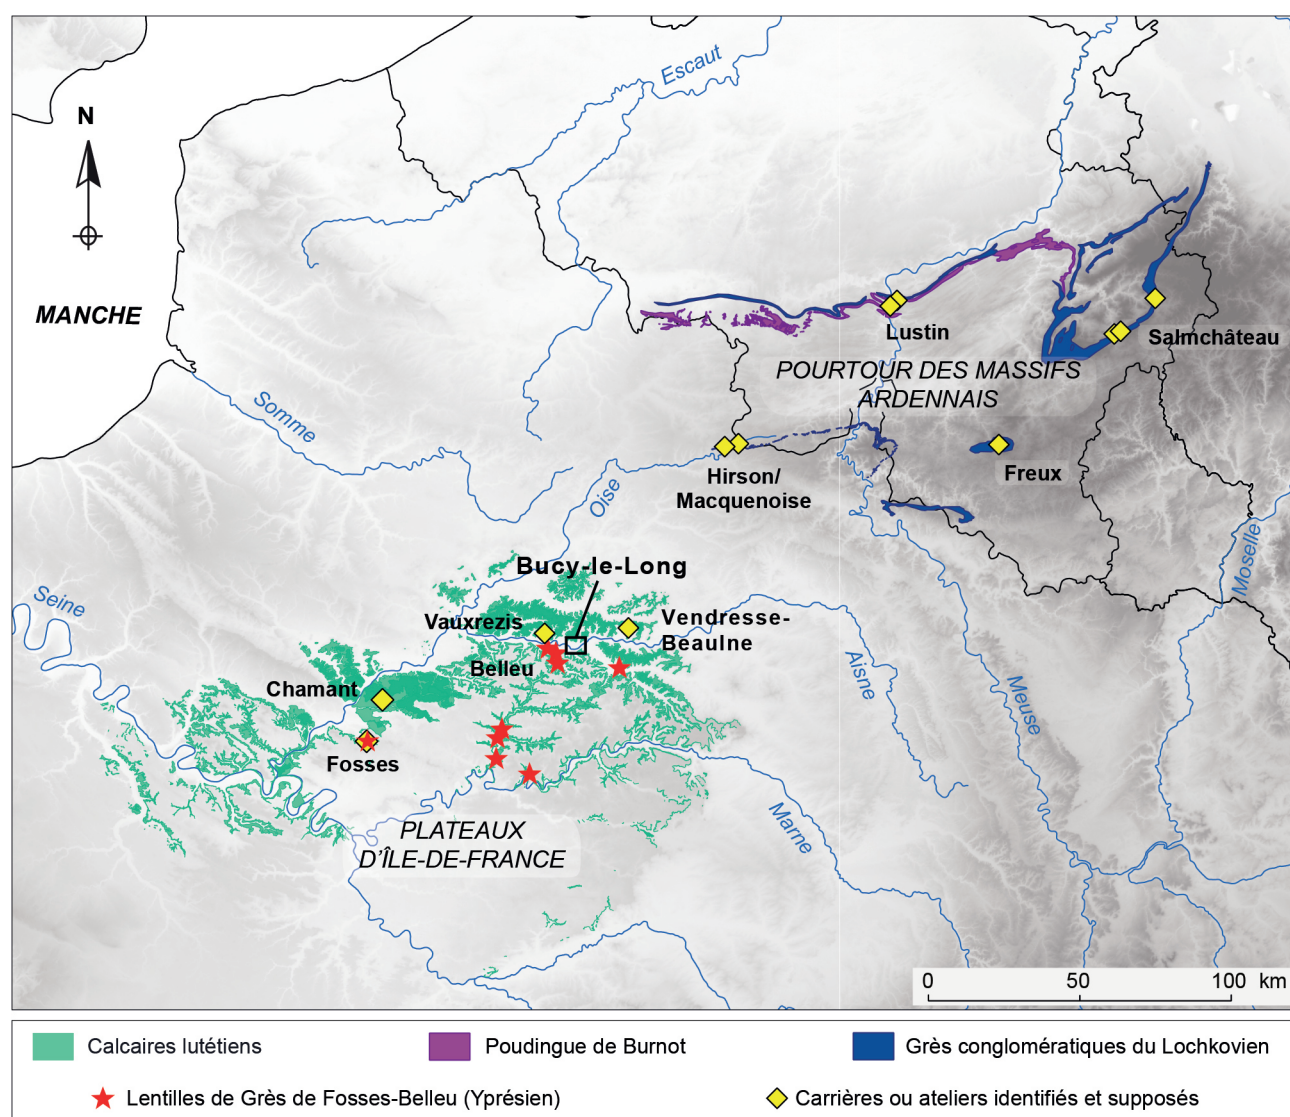 Escaut
N
MANCHE
Lustin
Salmchâteau
POURTOUR DES MASSIFS
ARDENNAIS
Somme
Hirson/
Macquenoise
Freux
Oise
Moselle
Bucy-le-Long
Seine
Vauxrezis
Vendresse-
Beaulne
Belleu
Aisne
Meuse
Chamant
Fosses
Marne
PLATEAUX
D'ÎLE-DE-FRANCE
0 50 100 km
Calcaires lutétiens
Poudingue de Burnot
Grès conglomératiques du Lochkovien
Lentilles de Grès de Fosses-Belleu (Yprésien)
Carrières ou ateliers identifiés et supposés